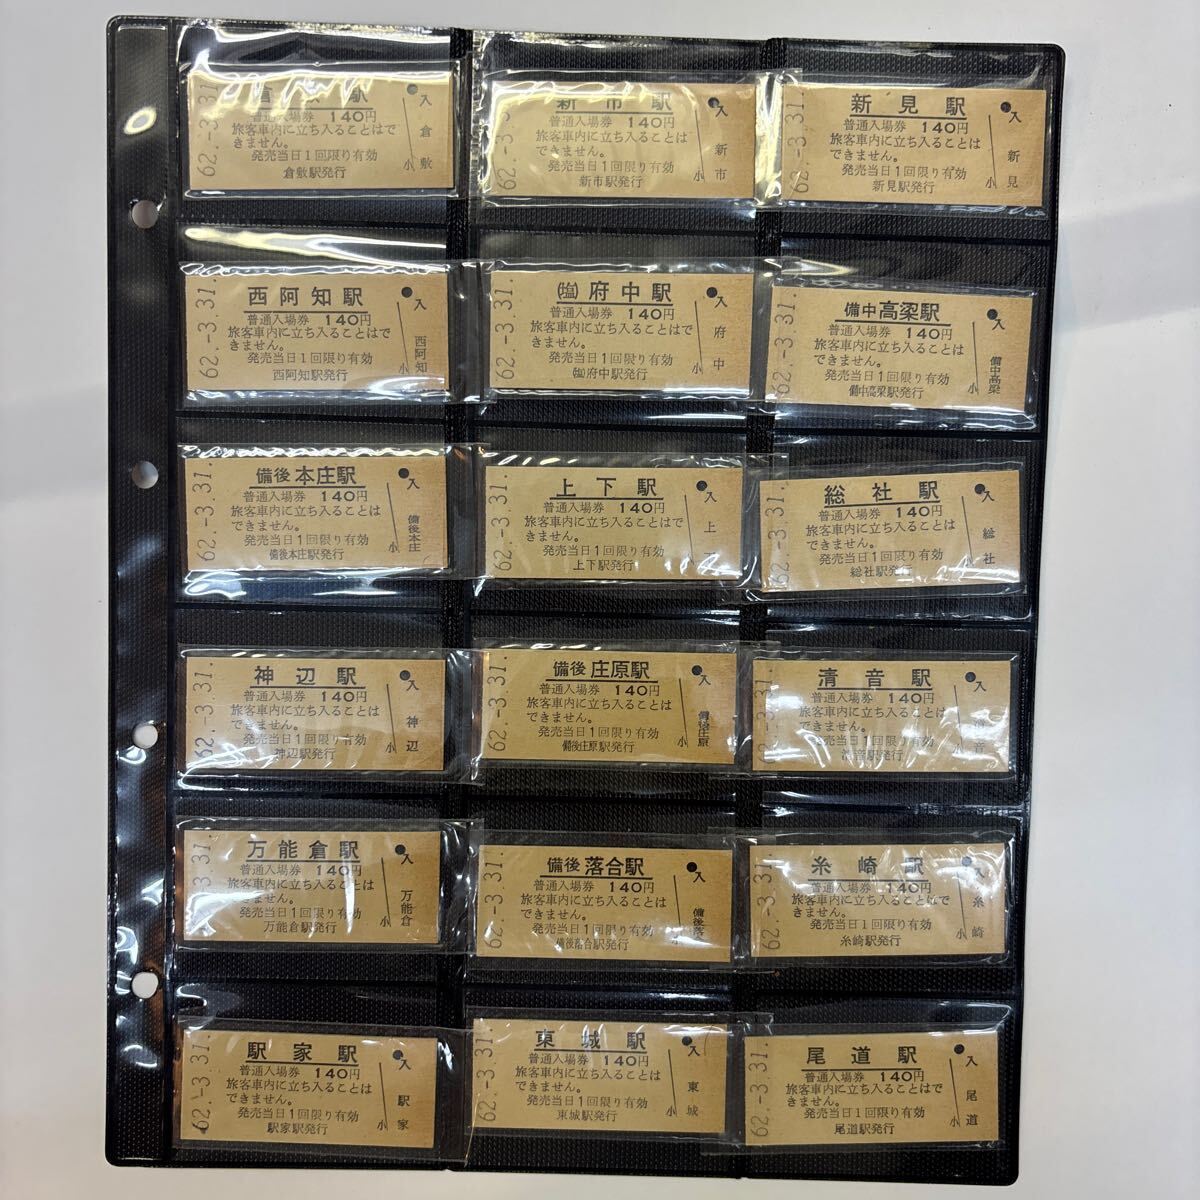 倉敷駅
普通入場券 140円
旅客車内に立ち入ることはで
きません。
発売当日1回限り有効
倉敷駅発行
62.-3.31
入
倉敷
小
新市駅
普通入場券 140円
旅客車内に立ち入ることは
できません。
発売当日1回限り有効
新市駅発行
62.-3.3
入
新市
小
新見駅
普通入場券 140円
旅客車内に立ち入ることは
できません。
発売当日1回限り有効
新見駅発行
62.-3.31
入
新見
小
西阿知駅
普通入場券 140円
旅客車内に立ち入ることはで
きません。
発売当日1回限り有効
西阿知駅発行
62.-3.31.
入
西阿知
小
㈿府中駅
普通入場券 140円
旅客車内に立ち入ることは
できません。
発売当日1回限り有効
(塩)府中駅発行
62.-3.31.
入
府中
小
備中高梁駅
普通入場券 140円
旅客車内に立ち入ることは
できません。
発売当日1回限り有効
備中高梁駅発行
62.-3.31.
入
備中高梁
小
備後本庄駅
普通入場券 140円
旅客車内に立ち入ることは
できません。
発売当日1回限り有効
備後本庄駅発行
62.-3.31.
入
備後本庄
小
上下駅
普通入場券 140円
旅客車内に立ち入ることはで
きません。
発売当日1回限り有効
上下駅発行
62.-3.31.
入
上下
小
総社駅
普通入場券 140円
旅客車内に立ち入ることは
できません。
発売当日1回限り有効
総社駅発行
62.-3.31
入
総社
小
神辺駅
普通入場券 140円
旅客車内に立ち入ることは
できません。
発売当日1回限り有効
神辺駅発行
62.-3.31.
入
神辺
小
備後庄原駅
普通入場券 140円
旅客車内に立ち入ることは
できません。
発売当日1回限り有効
備後庄原駅発行
62.-3.31.
入
備後庄原
小
清音駅
普通入場券 140円
旅客車内に立ち入ることは
できません。
発売当日1回限り有効
清音駅発行
2.-3.31.
入
清音
小
万能倉駅
普通入場券 140円
旅客車内に立ち入ることは
できません。
発売当日1回限り有効
万能倉駅発行
3.31.
入
万能倉
小
備後落合駅
普通入場券 140円
旅客車内に立ち入ることは
できません。
発売当日1回限り有効
備後落合駅発行
62.-3.31.
入
備後落
小
糸崎駅
普通入場券 140円
旅客車内に立ち入ることは
できません。
発売当日1回限り有効
糸崎駅発行
62.-3.31.
入
糸崎
小
駅家駅
普通入場券 140円
旅客車内に立ち入ることは
できません。
発売当日1回限り有効
駅家駅発行
62.-3.31.
入
駅家
小
東城駅
普通入場券 140円
旅客車内に立ち入ることは
できません。
発売当日1回限り有効
東城駅発行
62.-3.31.
入
東城
小
尾道駅
普通入場券 140円
旅客車内に立ち入ることはで
きません。
発売当日1回限り有効
尾道駅発行
62.-3.31.
入
尾道
小